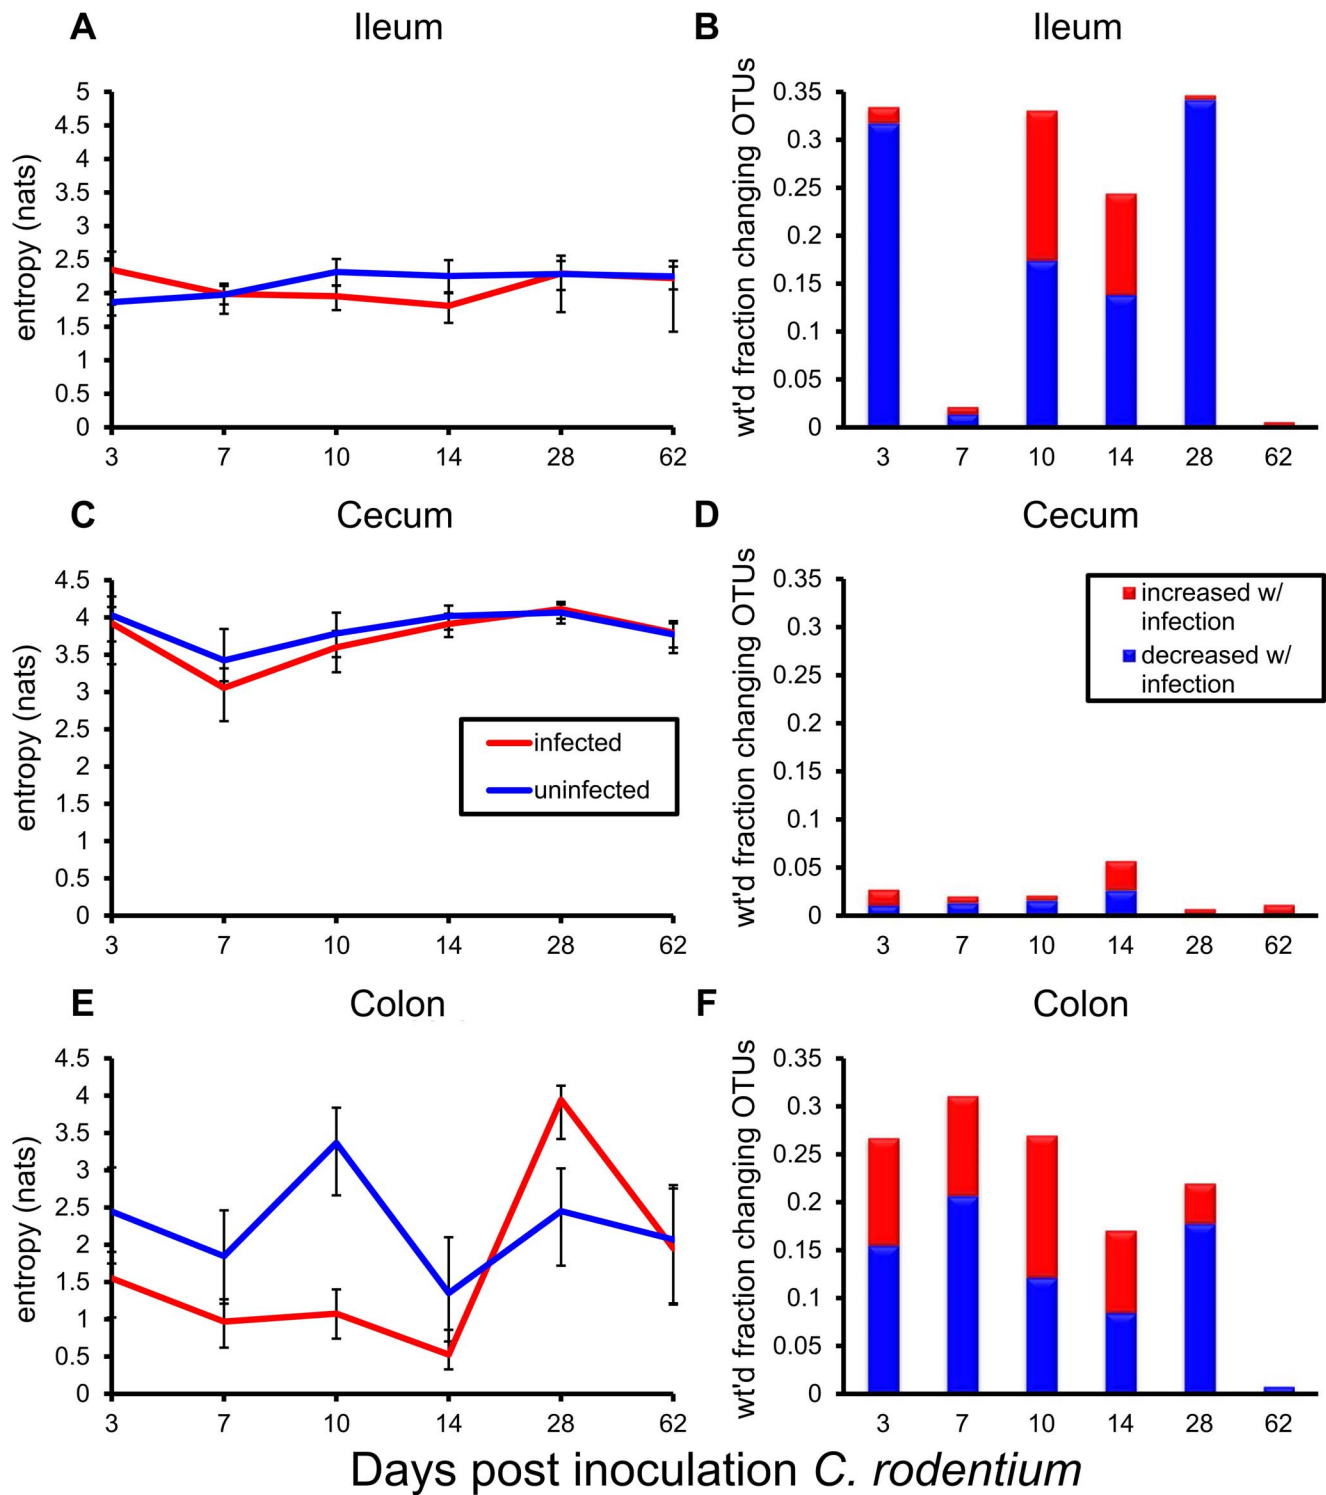 A
Ileum
entropy (nats)
5
4.5
4
3.5
3
2.5
2
1.5
1
0.5
0
3 7 10 14 28 62
B
Ileum
wt'd fraction changing OTUs
0.35
0.3
0.25
0.2
0.15
0.1
0.05
0
3 7 10 14 28 62
C
Cecum
entropy (nats)
4.5
4
3.5
3
2.5
2
1.5
1
0.5
0
infected
uninfected
3 7 10 14 28 62
D
Cecum
wt'd fraction changing OTUs
0.35
0.3
0.25
0.2
0.15
0.1
0.05
0
increased w/
infection
decreased w/
infection
3 7 10 14 28 62
E
Colon
entropy (nats)
4.5
4
3.5
3
2.5
2
1.5
1
0.5
0
3 7 10 14 28 62
F
Colon
wt'd fraction changing OTUs
0.35
0.3
0.25
0.2
0.15
0.1
0.05
0
3 7 10 14 28 62
Days post inoculation C. rodentium